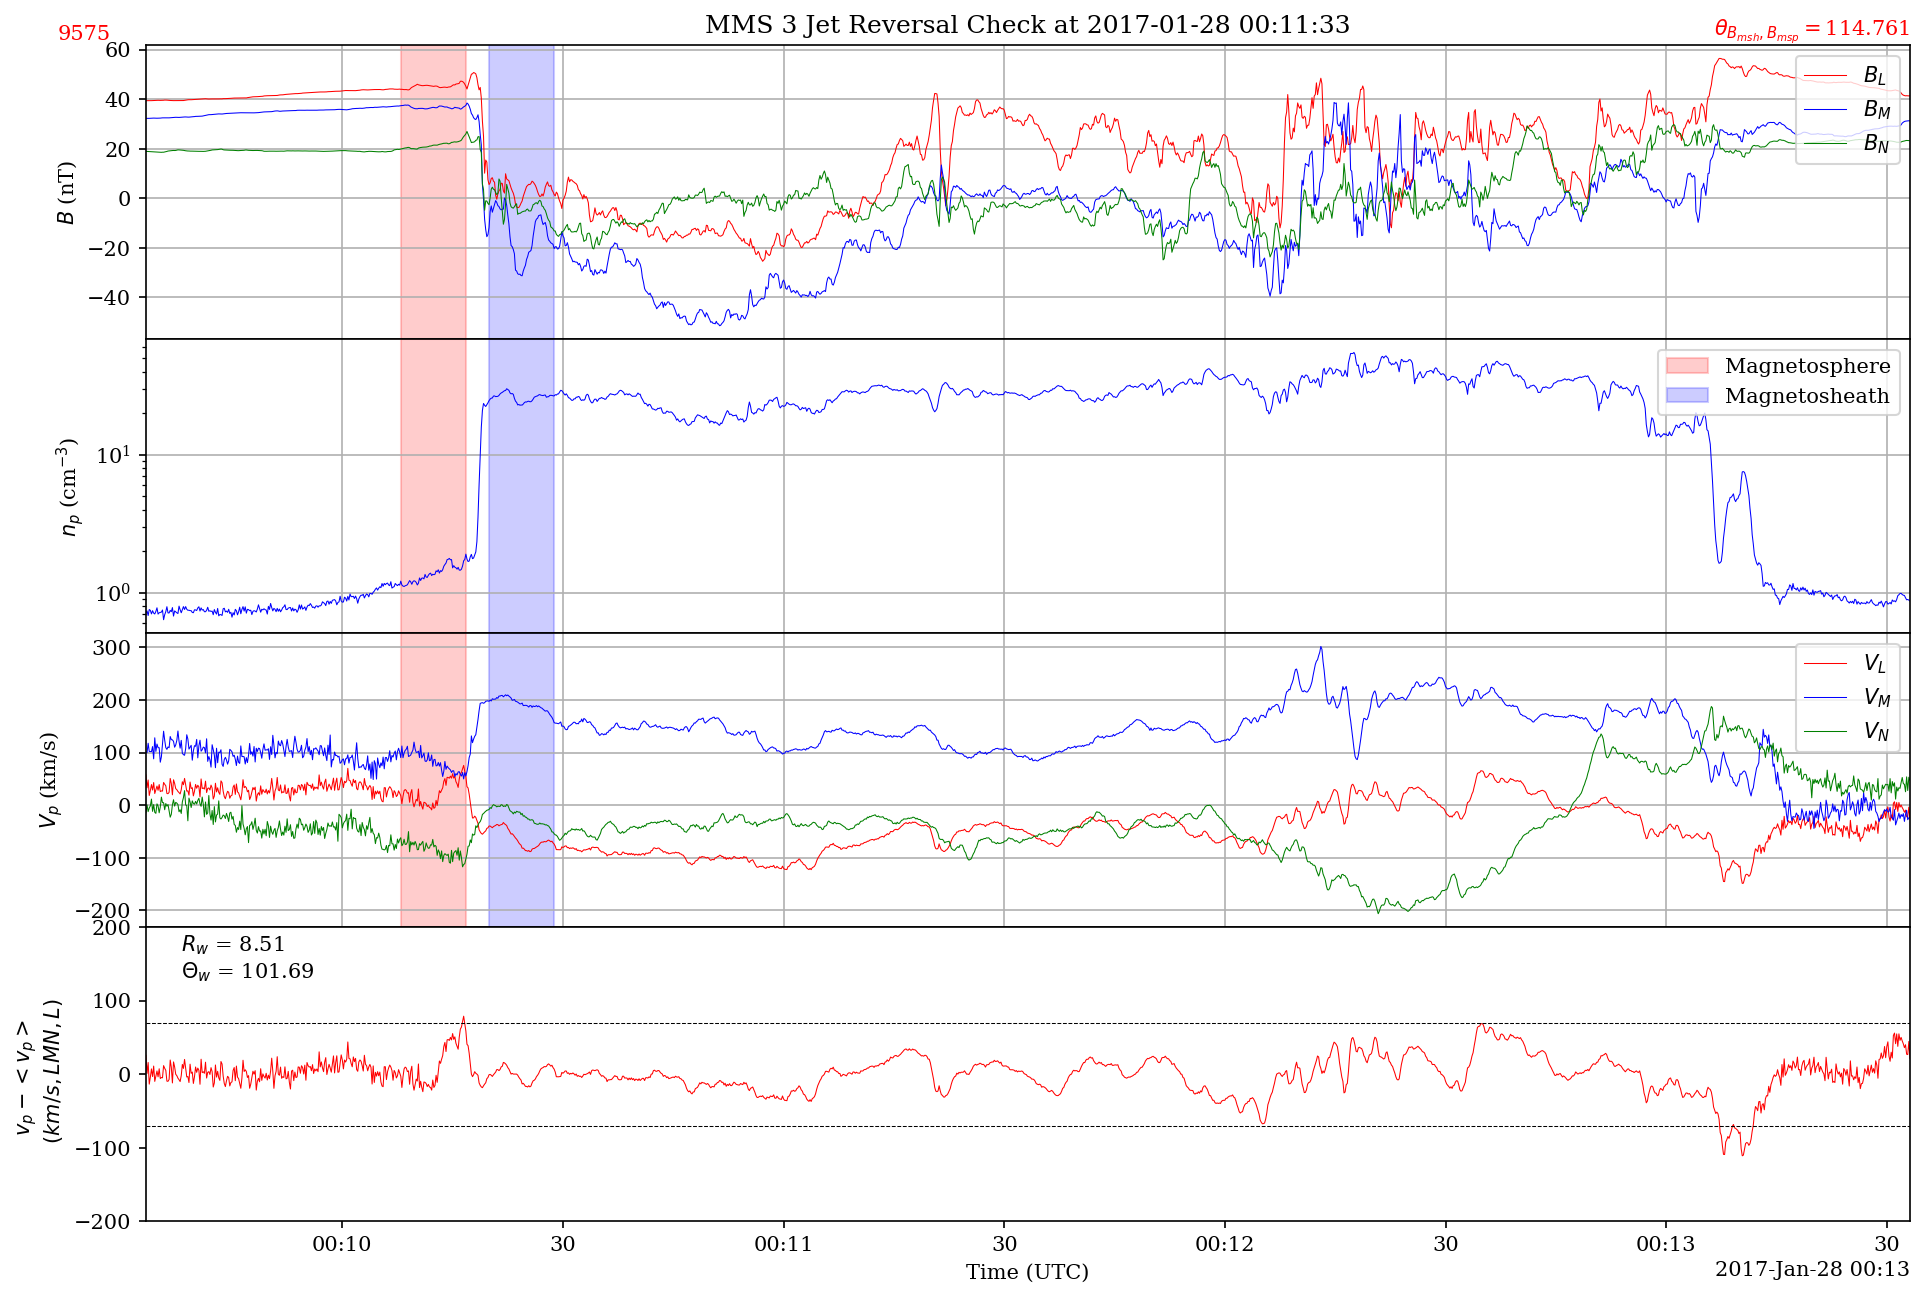 MMS 3 Jet Reversal Check at 2017-01-28 00:11:33
9575
θ_{B_{msh}, B_{msp}} = 114.761
60
40
20
0
−20
−40
B (nT)
B_L
B_M
B_N
10^1
10^0
n_p (cm^{−3})
Magnetosphere
Magnetosheath
300
200
100
0
−100
−200
V_p (km/s)
V_L
V_M
V_N
200
100
0
−100
−200
v_p − < v_p >
(km/s, LMN, L)
R_w = 8.51
Θ_w = 101.69
00:10
30
00:11
30
00:12
30
00:13
30
Time (UTC)
2017-Jan-28 00:13